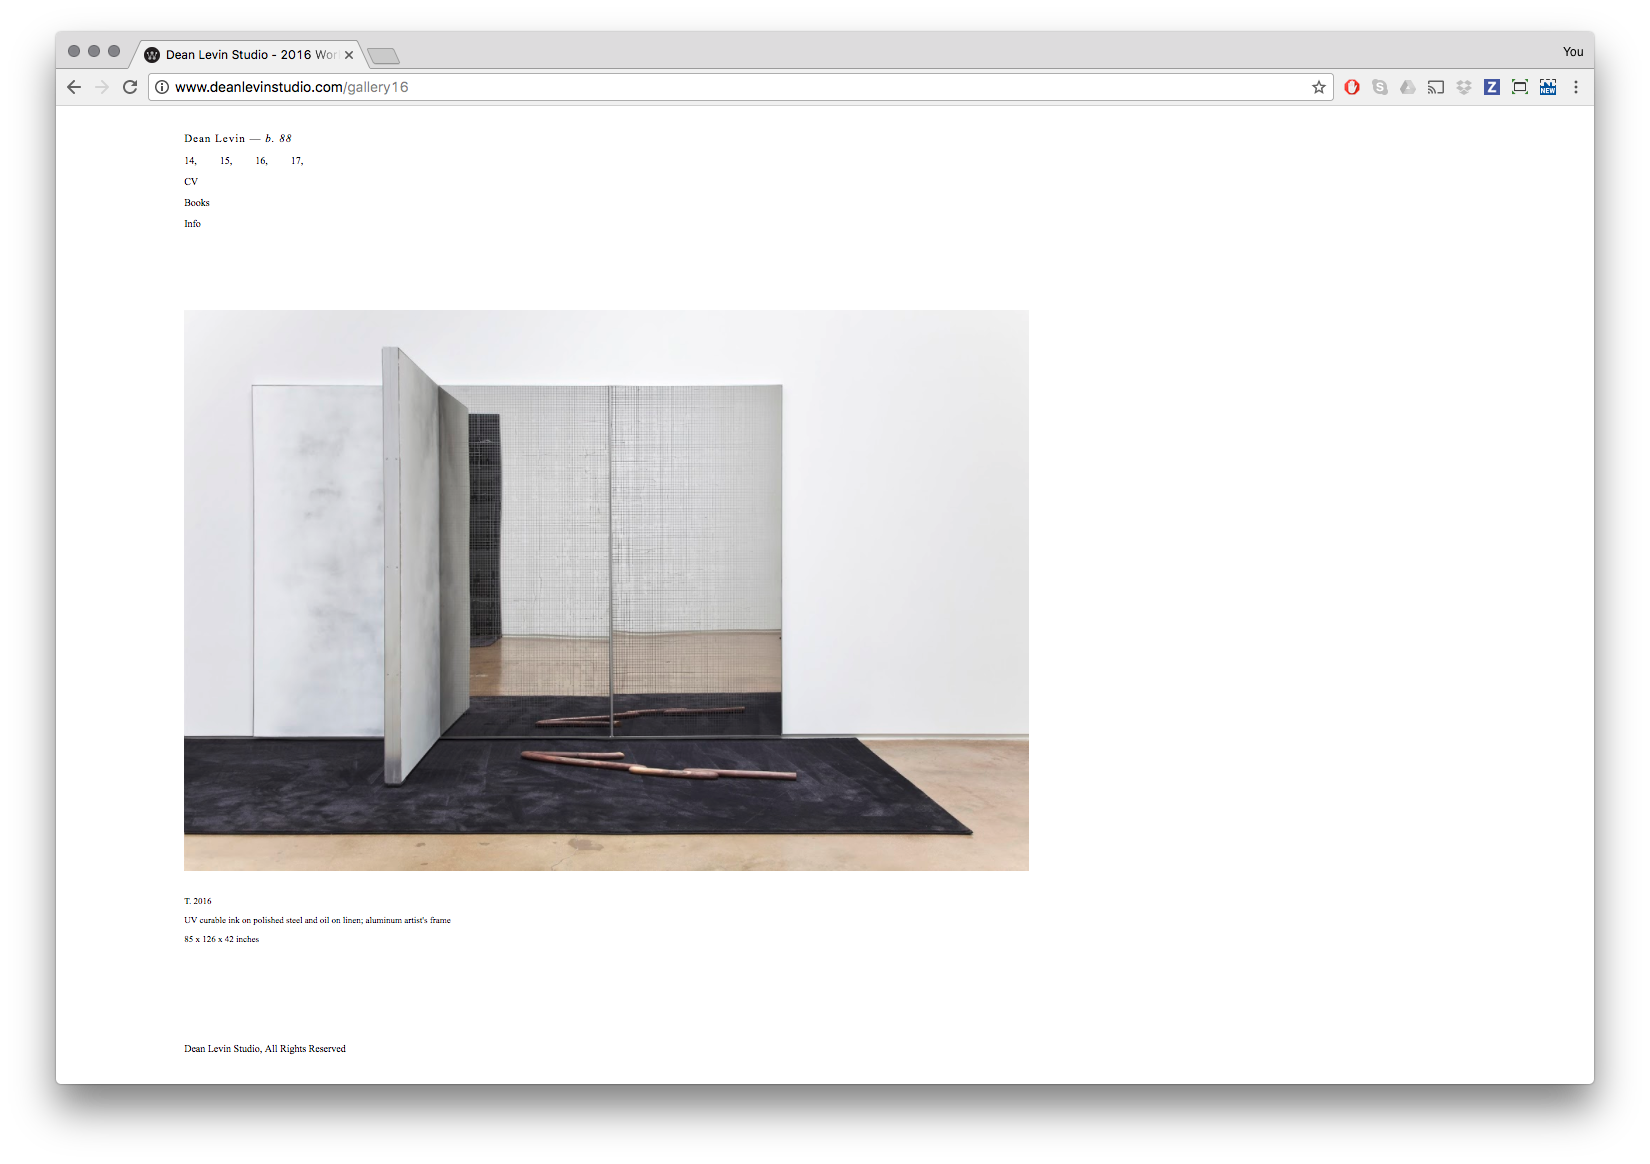 Dean Levin Studio - 2016 Wor
You
www.deanlevinstudio.com/gallery16
S
Z
NEW
Dean Levin — b. 88
14, 15, 16, 17,
CV
Books
Info
T. 2016
UV curable ink on polished steel and oil on linen; aluminum artist's frame
85 x 126 x 42 inches
Dean Levin Studio, All Rights Reserved